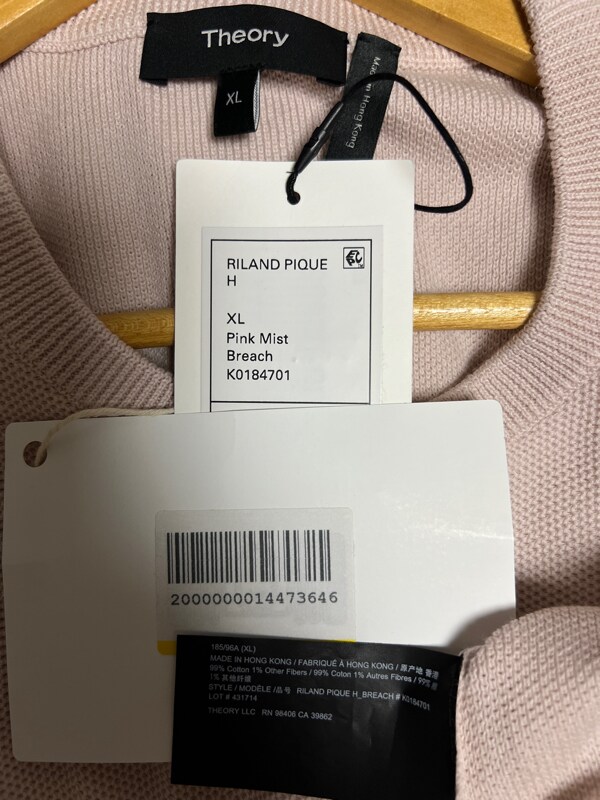 Theory
XL
Made in Hong Kong
RILAND PIQUE
H
XL
Pink Mist
Breach
K0184701
2000000014473646
185/96A (XL)
MADE IN HONG KONG / FABRIQUÉ À HONG KONG / 原产地 香港
99% Cotton 1% Other Fibers / 99% Coton 1% Autres Fibres / 99% 棉
1% 其他纤维
STYLE / MODÈLE /品号 RILAND PIQUE H_BREACH # K0184701
LOT # 431714
THEORY LLC RN 98406 CA 39862